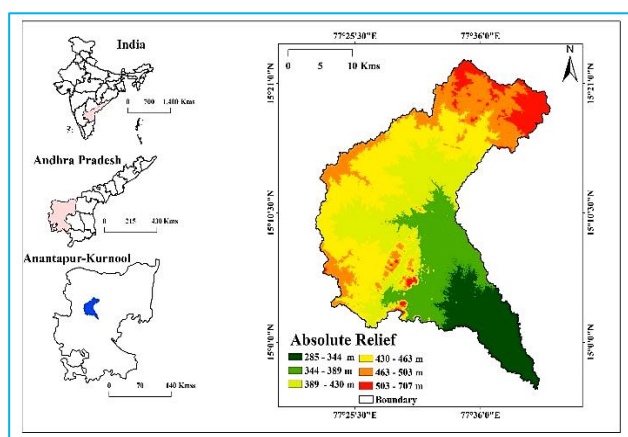 India
0 700 1,400 Kms
Andhra Pradesh
0 215 430 Kms
Anantapur-Kurnool
0 70 140 Kms
77°25'30"E 77°36'0"E
0 5 10 Kms
N
15°21'0"N
15°21'0"N
15°10'30"N
15°10'30"N
15°0'0"N
15°0'0"N
Absolute Relief
285 - 344 m
344 - 389 m
389 - 430 m
430 - 463 m
463 - 503 m
503 - 707 m
Boundary
77°25'30"E 77°36'0"E